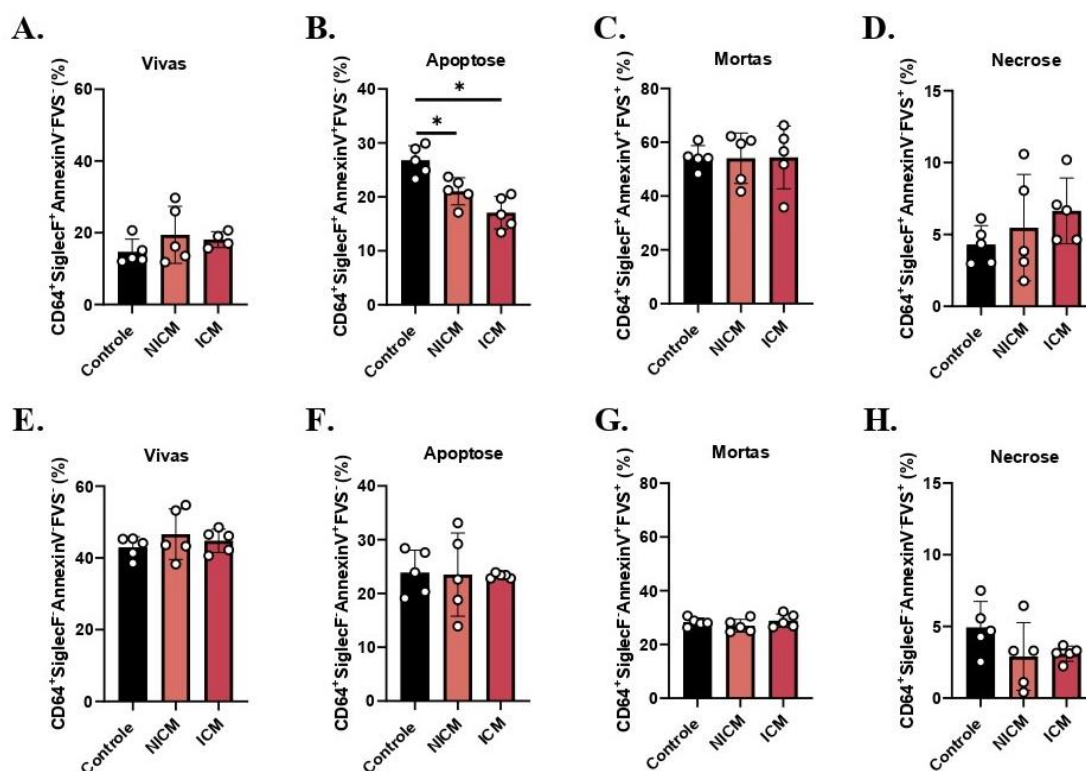 A.
Vivas
CD64⁺SiglecF⁺AnnexinV⁻FVS⁻ (%)
60
40
20
0
Controle
NICM
ICM
B.
Apoptose
CD64⁺SiglecF⁺AnnexinV⁺FVS⁻ (%)
40
30
20
10
0
*
*
Controle
NICM
ICM
C.
Mortas
CD64⁺SiglecF⁺AnnexinV⁺FVS⁺ (%)
80
60
40
20
0
Controle
NICM
ICM
D.
Necrose
CD64⁺SiglecF⁺AnnexinV⁻FVS⁺ (%)
15
10
5
0
Controle
NICM
ICM
E.
Vivas
CD64⁺SiglecF⁻AnnexinV⁻FVS⁻ (%)
60
40
20
0
Controle
NICM
ICM
F.
Apoptose
CD64⁺SiglecF⁻AnnexinV⁺FVS⁻ (%)
40
30
20
10
0
Controle
NICM
ICM
G.
Mortas
CD64⁺SiglecF⁻AnnexinV⁺FVS⁺ (%)
80
60
40
20
0
Controle
NICM
ICM
H.
Necrose
CD64⁺SiglecF⁻AnnexinV⁻FVS⁺ (%)
15
10
5
0
Controle
NICM
ICM